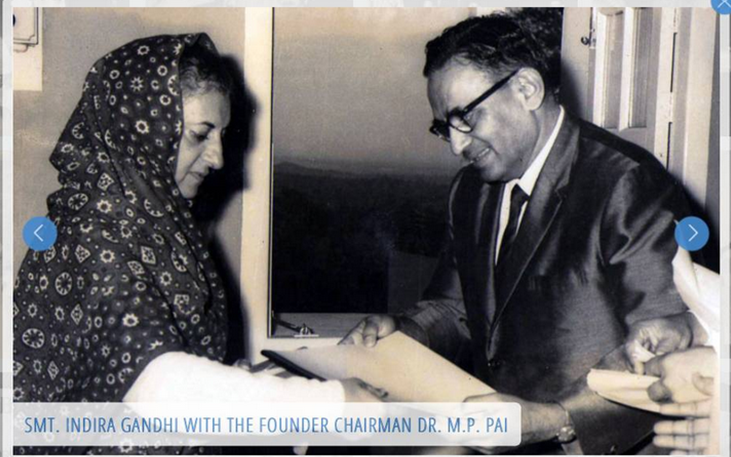 SMT. INDIRA GANDHI WITH THE FOUNDER CHAIRMAN DR. M.P. PAI